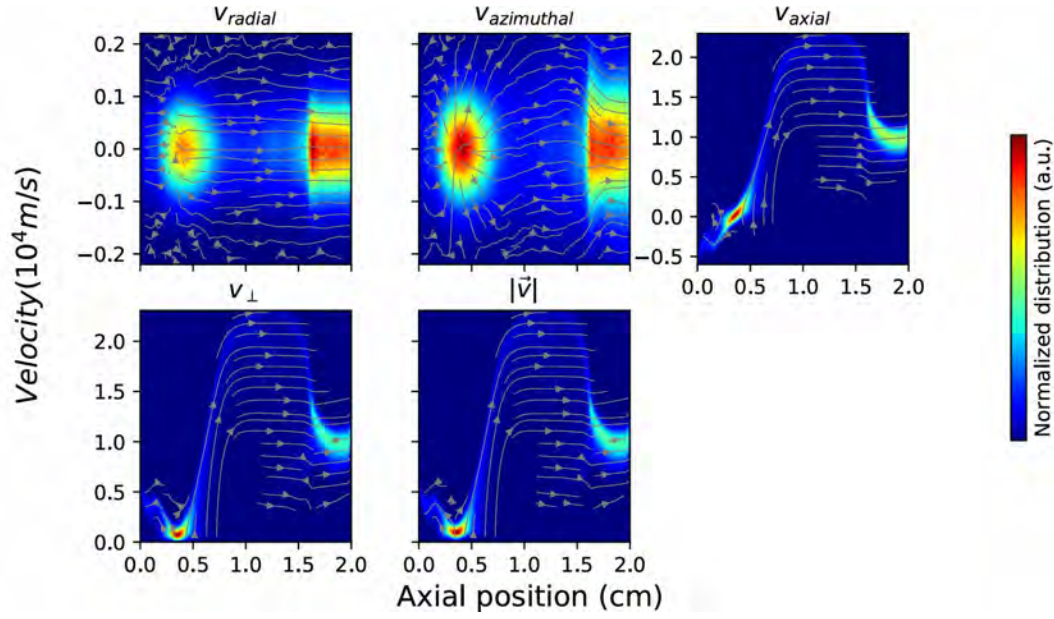 v_radial v_azimuthal v_axial
0.2 0.1 0.0 −0.1 −0.2
2.0 1.5 1.0 0.5 0.0 −0.5
0.0 0.5 1.0 1.5 2.0
v_⊥ |v⃗|
2.0 1.5 1.0 0.5 0.0
0.0 0.5 1.0 1.5 2.0
0.0 0.5 1.0 1.5 2.0
Velocity(10⁴m/s)
Axial position (cm)
Normalized distribution (a.u.)